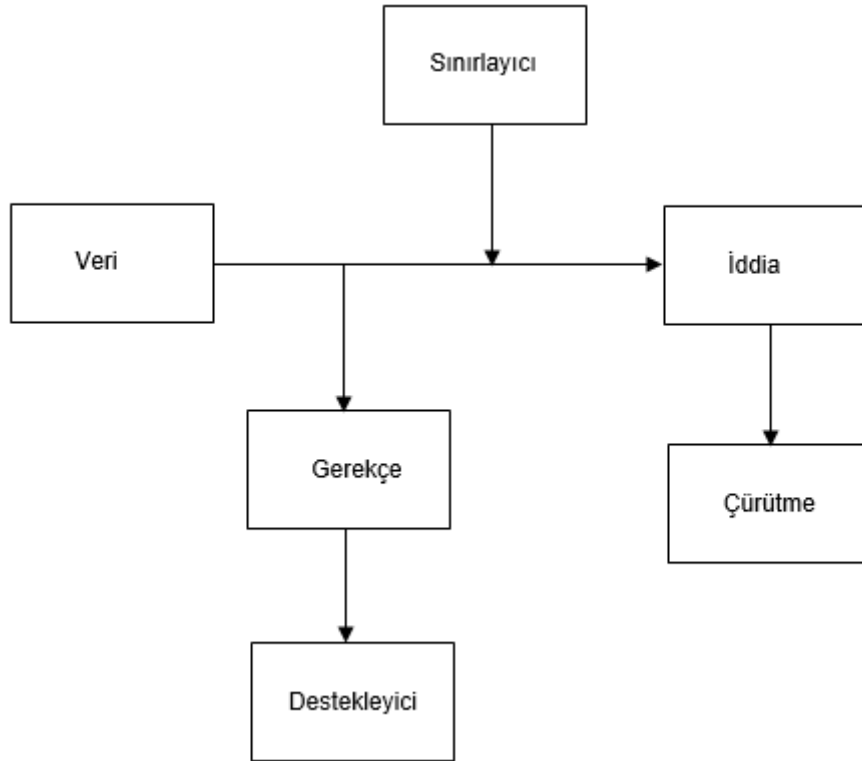 Sınırlayıcı
Veri
İddia
Gerekçe
Çürütme
Destekleyici